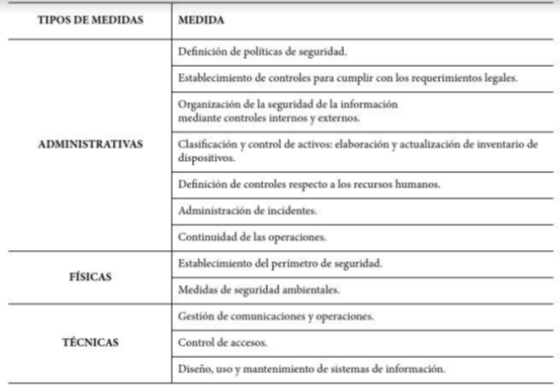 TIPOS DE MEDIDAS MEDIDA
Definición de políticas de seguridad.
Establecimiento de controles para cumplir con los requerimientos legales.
Organización de la seguridad de la información
mediante controles internos y externos.
ADMINISTRATIVAS
Clasificación y control de activos: elaboración y actualización de inventario de
dispositivos.
Definición de controles respecto a los recursos humanos.
Administración de incidentes.
Continuidad de las operaciones.
FÍSICAS
Establecimiento del perímetro de seguridad.
Medidas de seguridad ambientales.
TÉCNICAS
Gestión de comunicaciones y operaciones.
Control de accesos.
Diseño, uso y mantenimiento de sistemas de información.